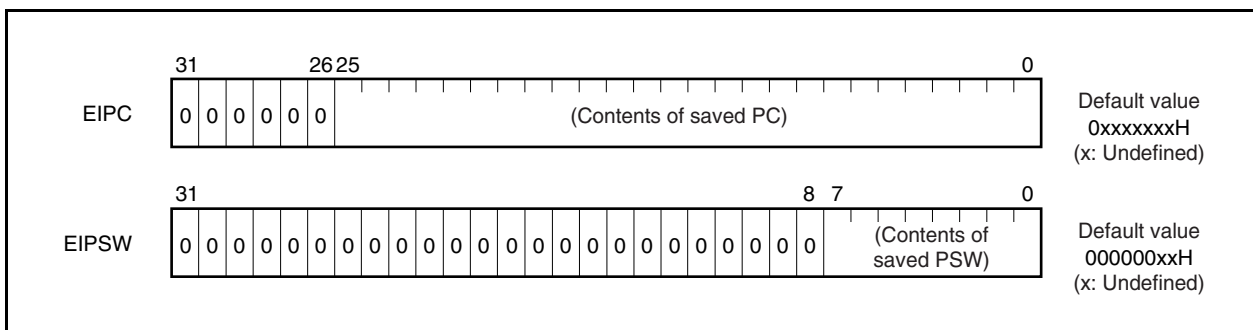 31 26 25 0
EIPC 0 0 0 0 0 0 (Contents of saved PC) Default value
0xxxxxxxH
(x: Undefined)
31 8 7 0
EIPSW 0 0 0 0 0 0 0 0 0 0 0 0 0 0 0 0 0 0 0 0 0 0 0 0 (Contents of
saved PSW) Default value
000000xxH
(x: Undefined)